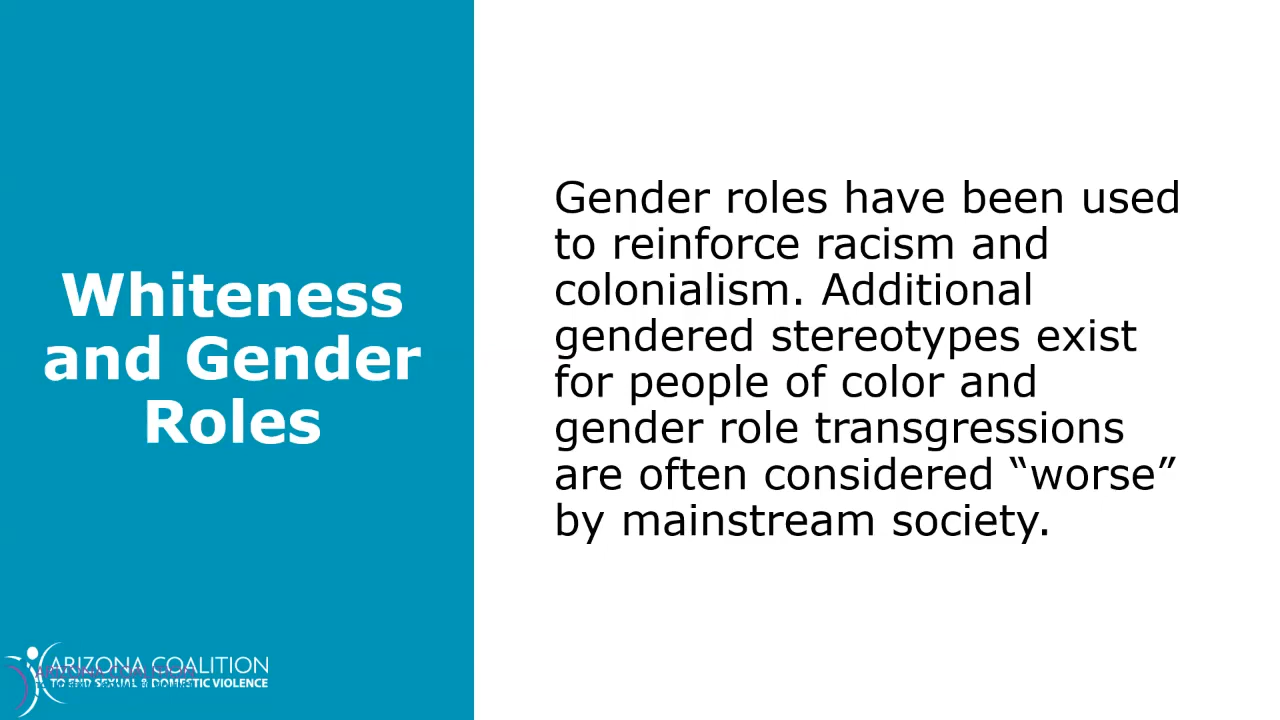 Whiteness
and Gender
Roles
Gender roles have been used
to reinforce racism and
colonialism. Additional
gendered stereotypes exist
for people of color and
gender role transgressions
are often considered “worse”
by mainstream society.
ARIZONA COALITION
TO END SEXUAL & DOMESTIC VIOLENCE
ARIZONA COALITION